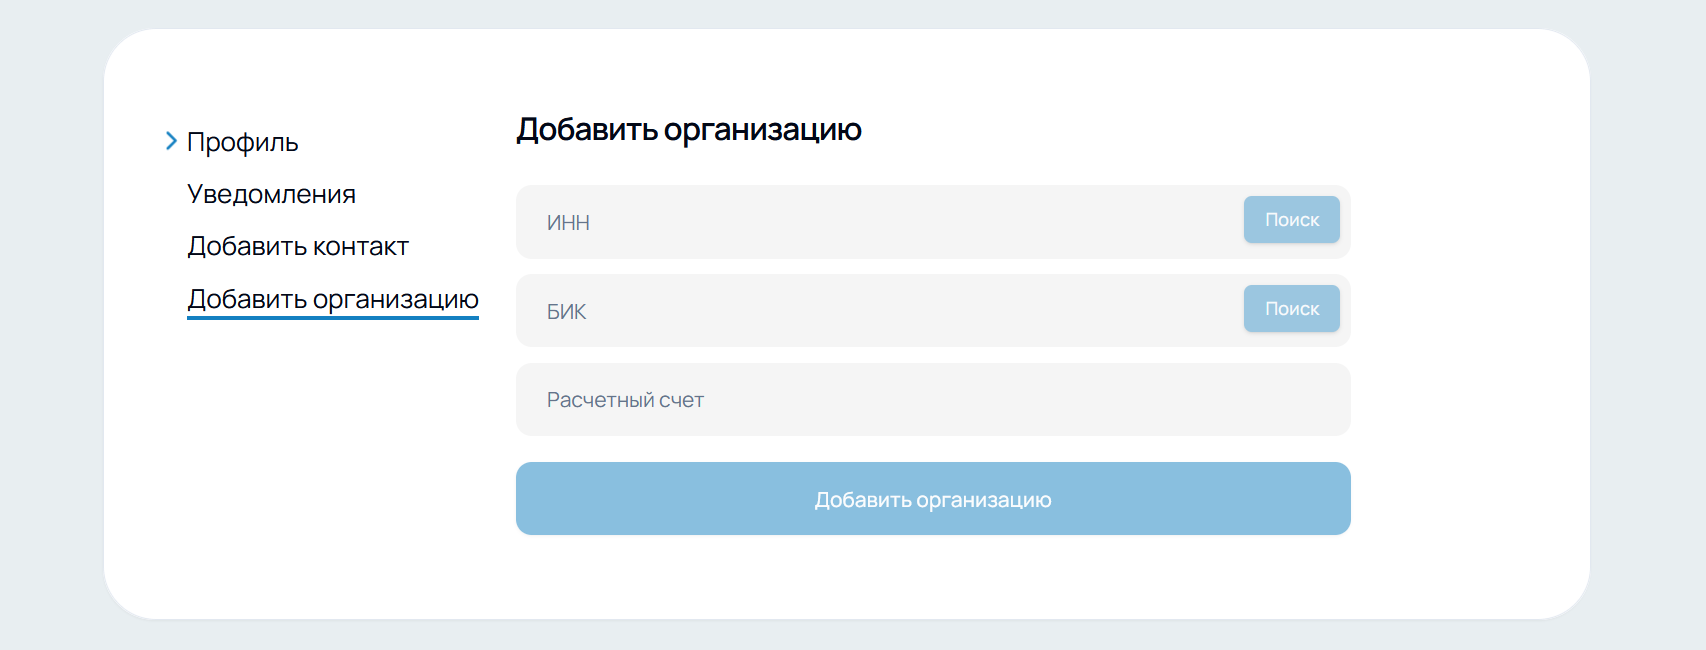 Профиль
Уведомления
Добавить контакт
Добавить организацию
Добавить организацию
ИНН
Поиск
БИК
Поиск
Расчетный счет
Добавить организацию